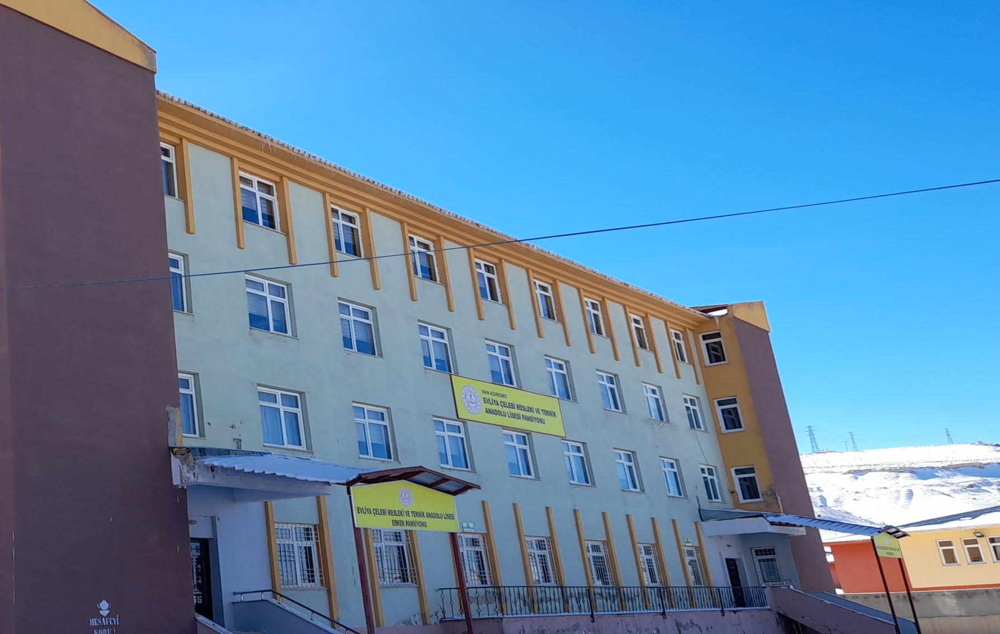 VAN-EDREMİT
EVLİYA ÇELEBİ MESLEKİ VE TEKNİK
ANADOLU LİSESİ PANSİYONU
EVLİYA ÇELEBİ MESLEKİ VE TEKNİK ANADOLU LİSESİ
ERKEK PANSİYONU
MESAFEYİ
KORU